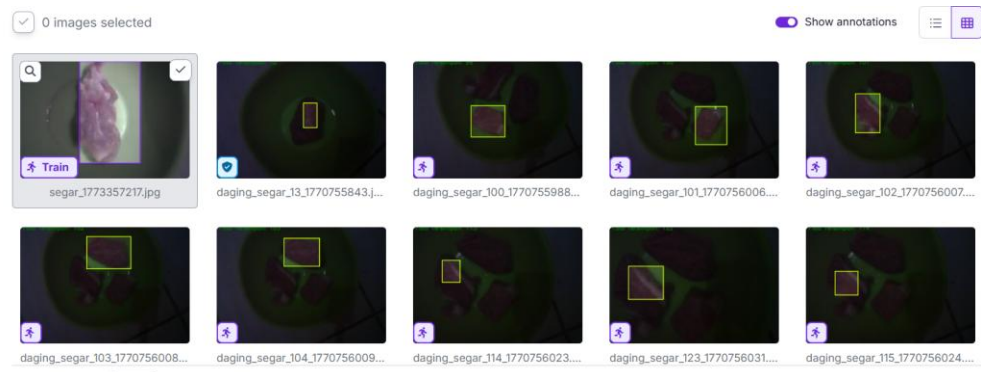 0 images selected
Show annotations
Train
segar_1773357217.jpg
daging_segar_13_1770755843.j...
daging_segar_100_1770755988...
daging_segar_101_1770756006....
daging_segar_102_1770756007....
daging_segar_103_1770756008...
daging_segar_104_1770756009...
daging_segar_114_1770756023....
daging_segar_123_1770756031....
daging_segar_115_1770756024....